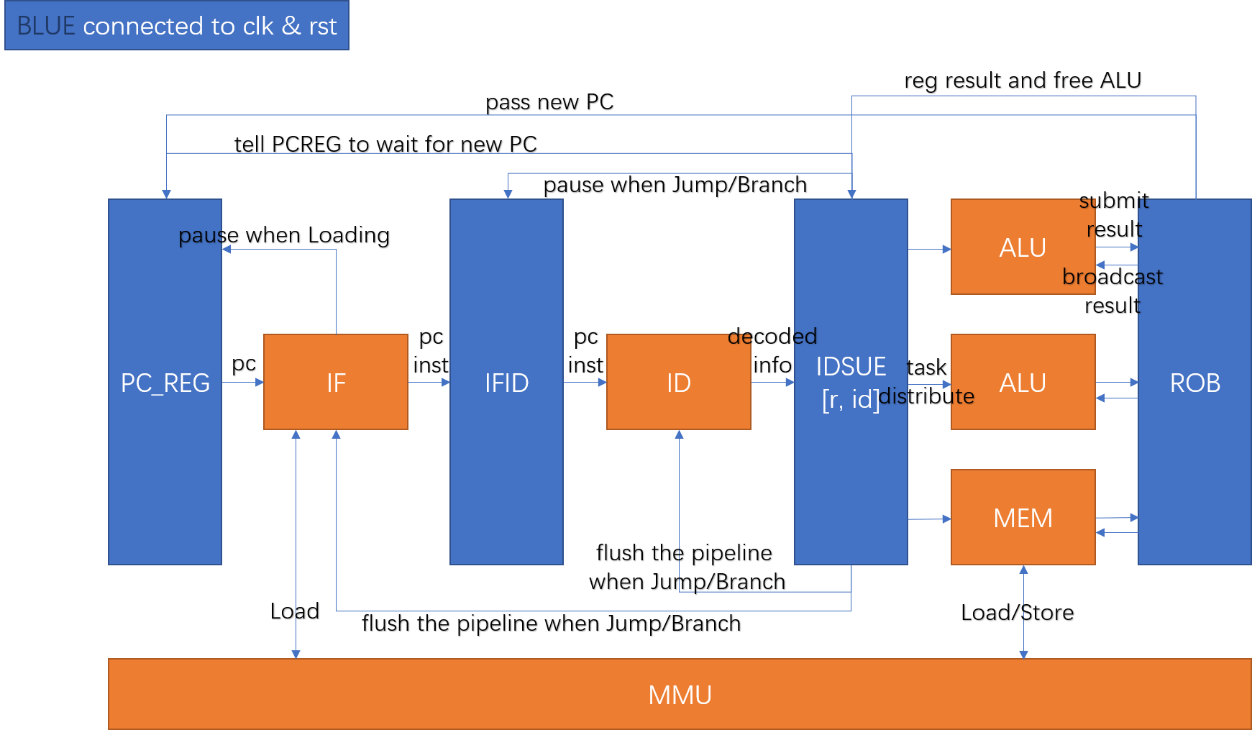 BLUE connected to clk & rst
reg result and free ALU
pass new PC
tell PCREG to wait for new PC
pause when Jump/Branch
submit
result
pause when Loading
ALU
broadcast
result
pc
inst
pc
inst
decoded
info
pc
PC_REG
IF
IFID
ID
IDSUE
[r, id]
task
distribute
ALU
ROB
MEM
flush the pipeline
when Jump/Branch
Load
flush the pipeline when Jump/Branch
Load/Store
MMU